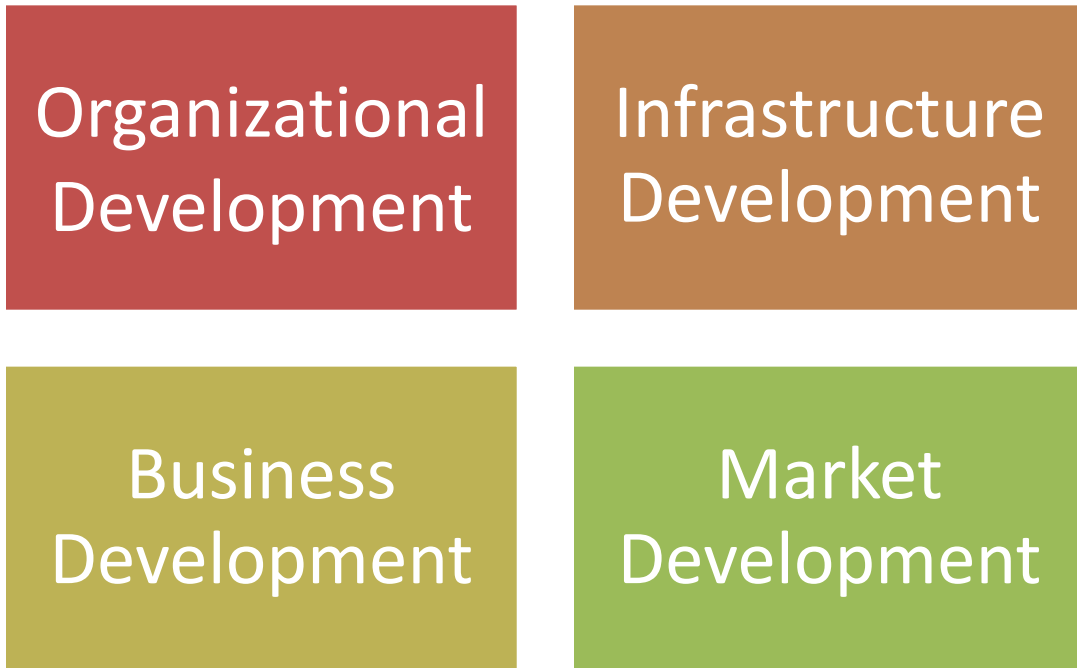 Organizational
Development
Infrastructure
Development
Business
Development
Market
Development